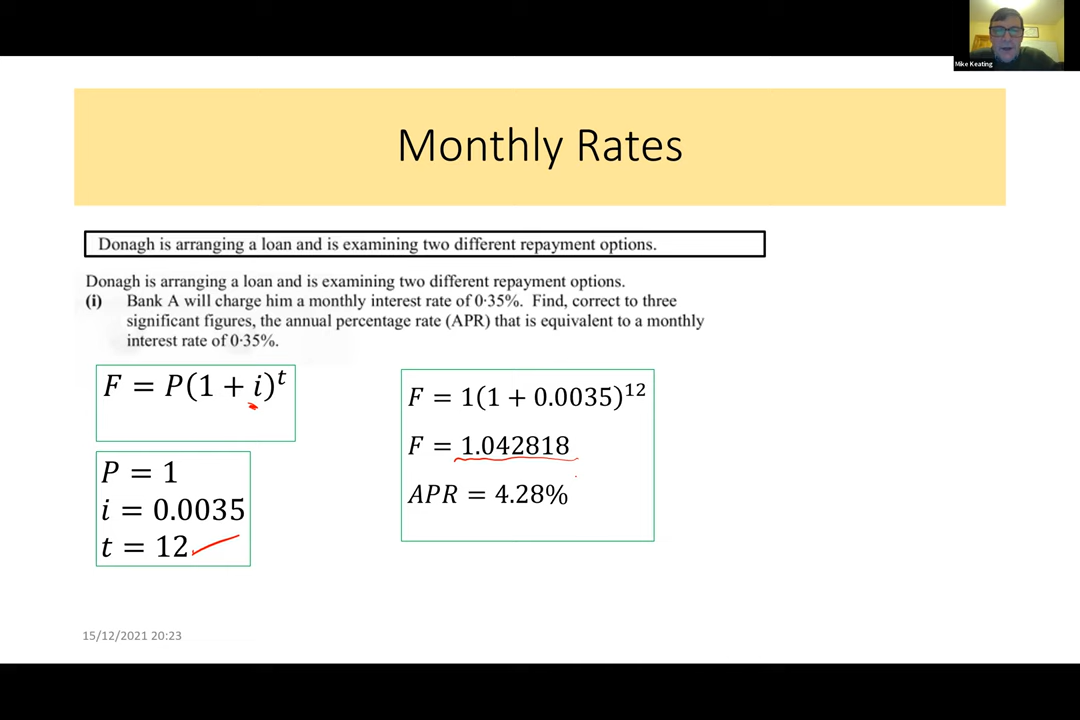 Mike Keating
Monthly Rates
Donagh is arranging a loan and is examining two different repayment options.
Donagh is arranging a loan and is examining two different repayment options.
(i) Bank A will charge him a monthly interest rate of 0·35%. Find, correct to three
significant figures, the annual percentage rate (APR) that is equivalent to a monthly
interest rate of 0·35%.
F = P(1 + i)^t
P = 1
i = 0.0035
t = 12
F = 1(1 + 0.0035)^12
F = 1.042818
APR = 4.28%
15/12/2021 20:23